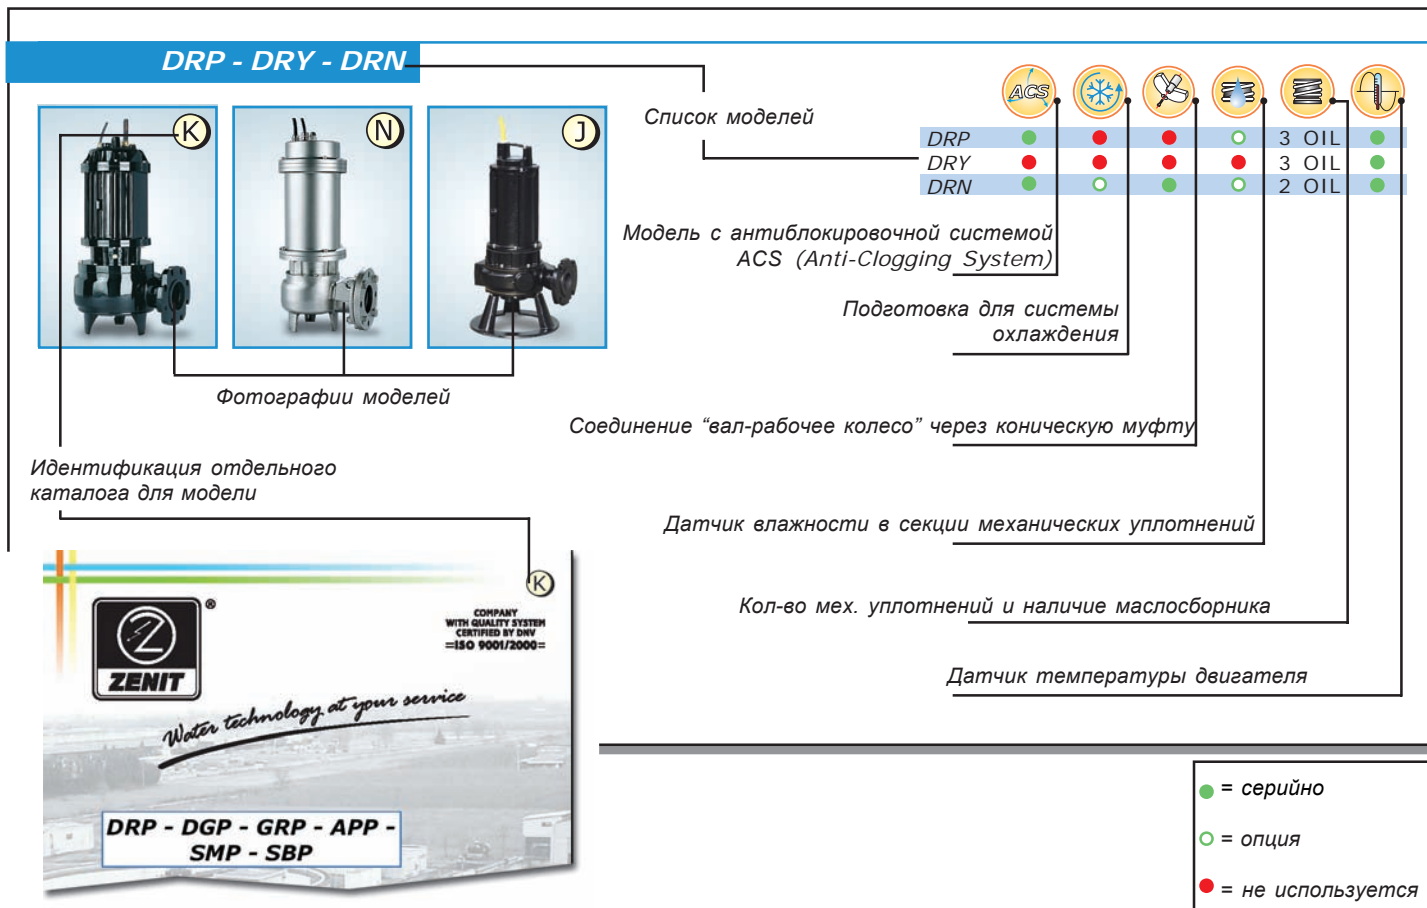 DRP - DRY - DRN
K
N
J
Список моделей
ACS
DRP 3 OIL
DRY 3 OIL
DRN 2 OIL
Модель с антиблокировочной системой
ACS (Anti-Clogging System)
Подготовка для системы
охлаждения
Фотографии моделей
Соединение “вал-рабочее колесо” через коническую муфту
Идентификация отдельного
каталога для модели
Датчик влажности в секции механических уплотнений
Кол-во мех. уплотнений и наличие маслосборника
Датчик температуры двигателя
K
COMPANY
WITH QUALITY SYSTEM
CERTIFIED BY DNV
=ISO 9001/2000=
Z
®
ZENIT
Water technology at your service
DRP - DGP - GRP - APP -
SMP - SBP
= серийно
= опция
= не используется